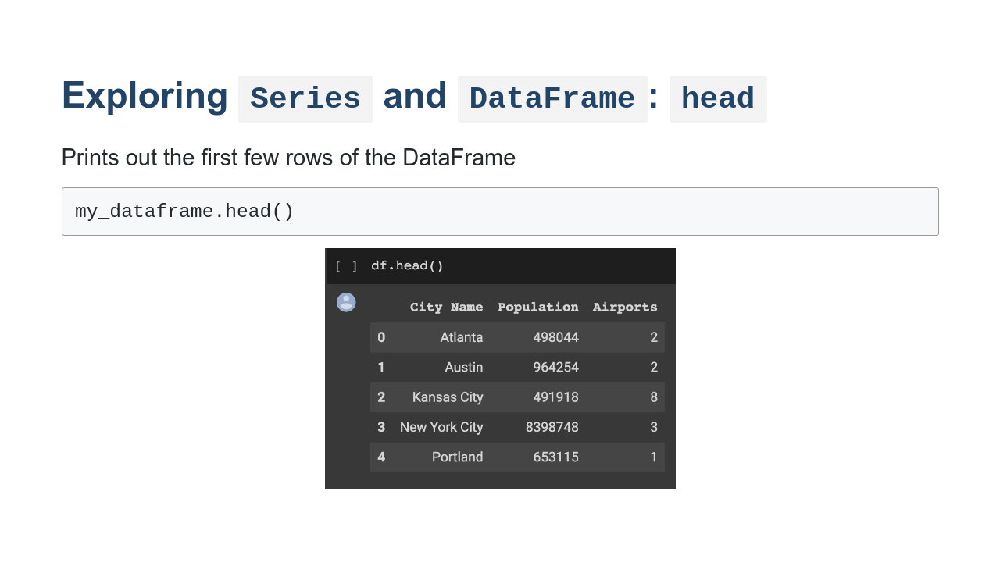 Exploring Series and DataFrame: head
Prints out the first few rows of the DataFrame
my_dataframe.head()
[ ] df.head()
City Name Population Airports
0 Atlanta 498044 2
1 Austin 964254 2
2 Kansas City 491918 8
3 New York City 8398748 3
4 Portland 653115 1